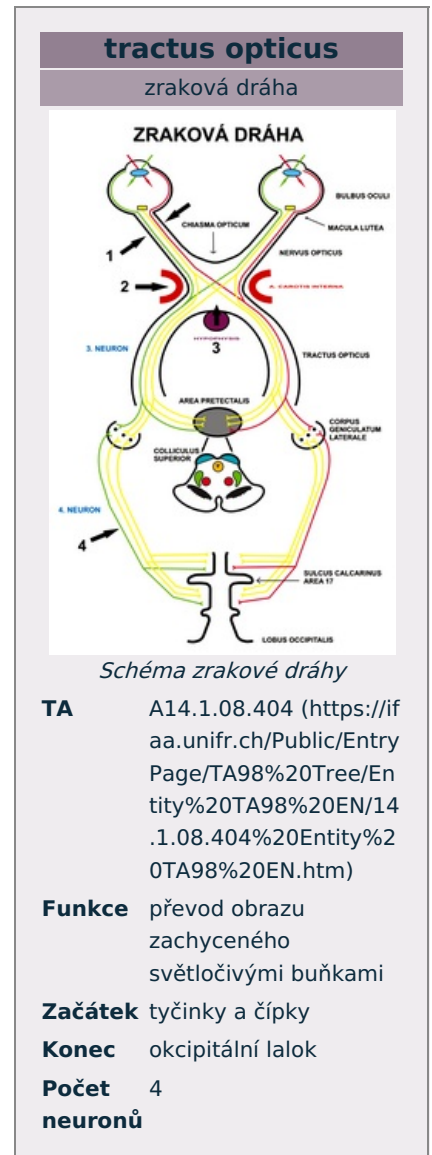 tractus opticus
zraková dráha
ZRAKOVÁ DRÁHA
BULBUS OCULI
CHIASMA OPTICUM
MACULA LUTEA
1
NERVUS OPTICUS
2
A. CAROTIS INTERNA
HYPOPHYSIS
3. NEURON
3
TRACTUS OPTICUS
AREA PRETECTALIS
CORPUS
GENICULATUM
LATERALE
COLLICULUS
SUPERIOR
4. NEURON
4
SULCUS CALCARINUS
AREA 17
LOBUS OCCIPITALIS
Schéma zrakové dráhy
TA A14.1.08.404 (https://if
aa.unifr.ch/Public/Entry
Page/TA98%20Tree/En
tity%20TA98%20EN/14
.1.08.404%20Entity%2
0TA98%20EN.htm)
Funkce převod obrazu
zachyceného
světločivými buňkami
Začátek tyčinky a čípky
Konec okcipitální lalok
Počet 4
neuronů